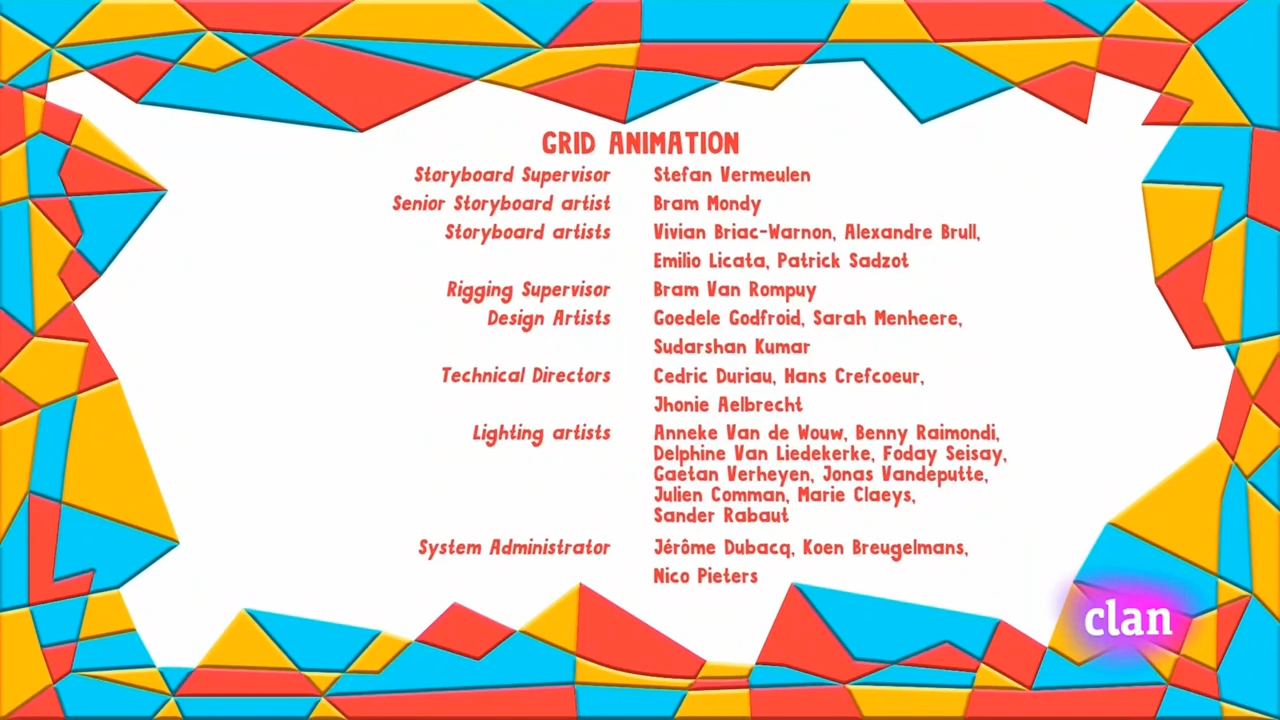 GRID ANIMATION
Storyboard Supervisor Stefan Vermeulen
Senior Storyboard artist Bram Mondy
Storyboard artists Vivian Briac-Warnon, Alexandre Brull,
Emilio Licata, Patrick Sadzot
Rigging Supervisor Bram Van Rompuy
Design Artists Goedele Godfroid, Sarah Menheere,
Sudarshan Kumar
Technical Directors Cedric Duriau, Hans Crefcoeur,
Jhonie Aelbrecht
Lighting artists Anneke Van de Wouw, Benny Raimondi,
Delphine Van Liedekerke, Foday Seisay,
Gaetan Verheyen, Jonas Vandeputte,
Julien Comman, Marie Claeys,
Sander Rabaut
System Administrator Jérôme Dubacq, Koen Breugelmans,
Nico Pieters
clan